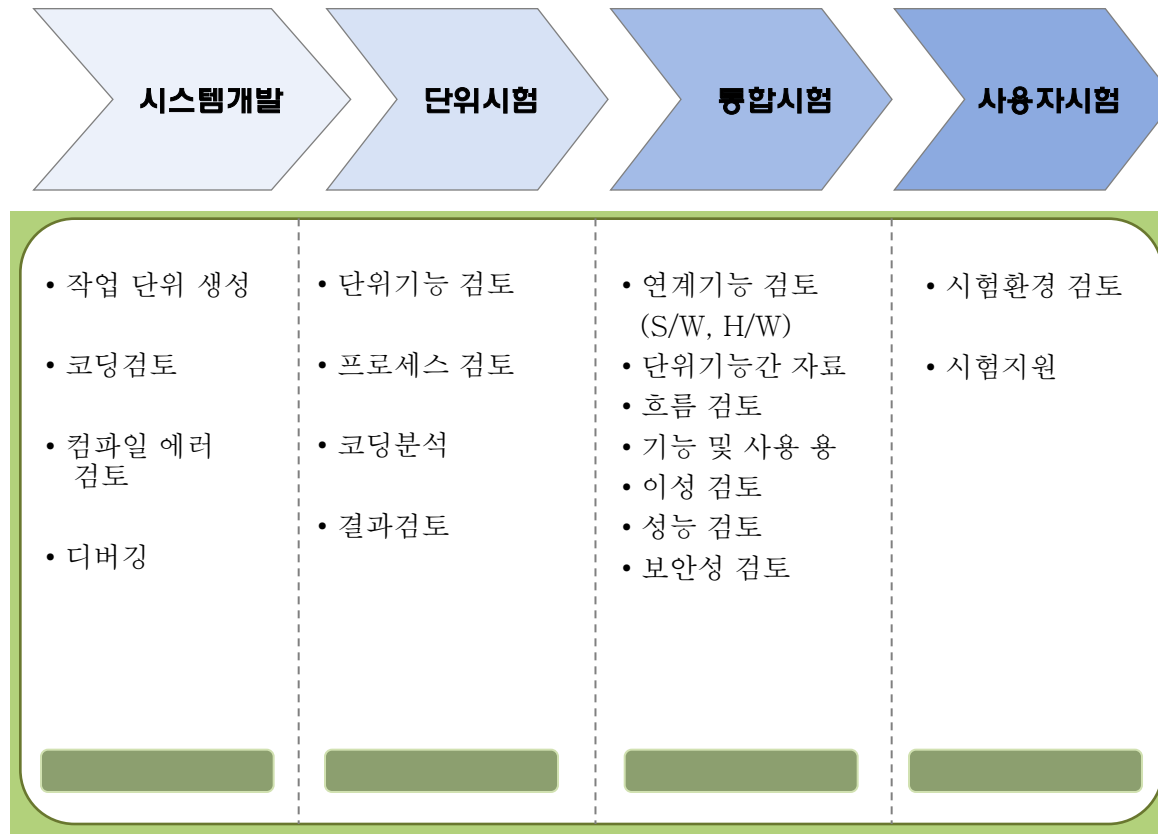 시스템개발
단위시험
통합시험
사용자시험
• 작업 단위 생성
• 코딩검토
• 컴파일 에러
검토
• 디버깅
• 단위기능 검토
• 프로세스 검토
• 코딩분석
• 결과검토
• 연계기능 검토
(S/W, H/W)
• 단위기능간 자료
• 흐름 검토
• 기능 및 사용 용
• 이성 검토
• 성능 검토
• 보안성 검토
• 시험환경 검토
• 시험지원